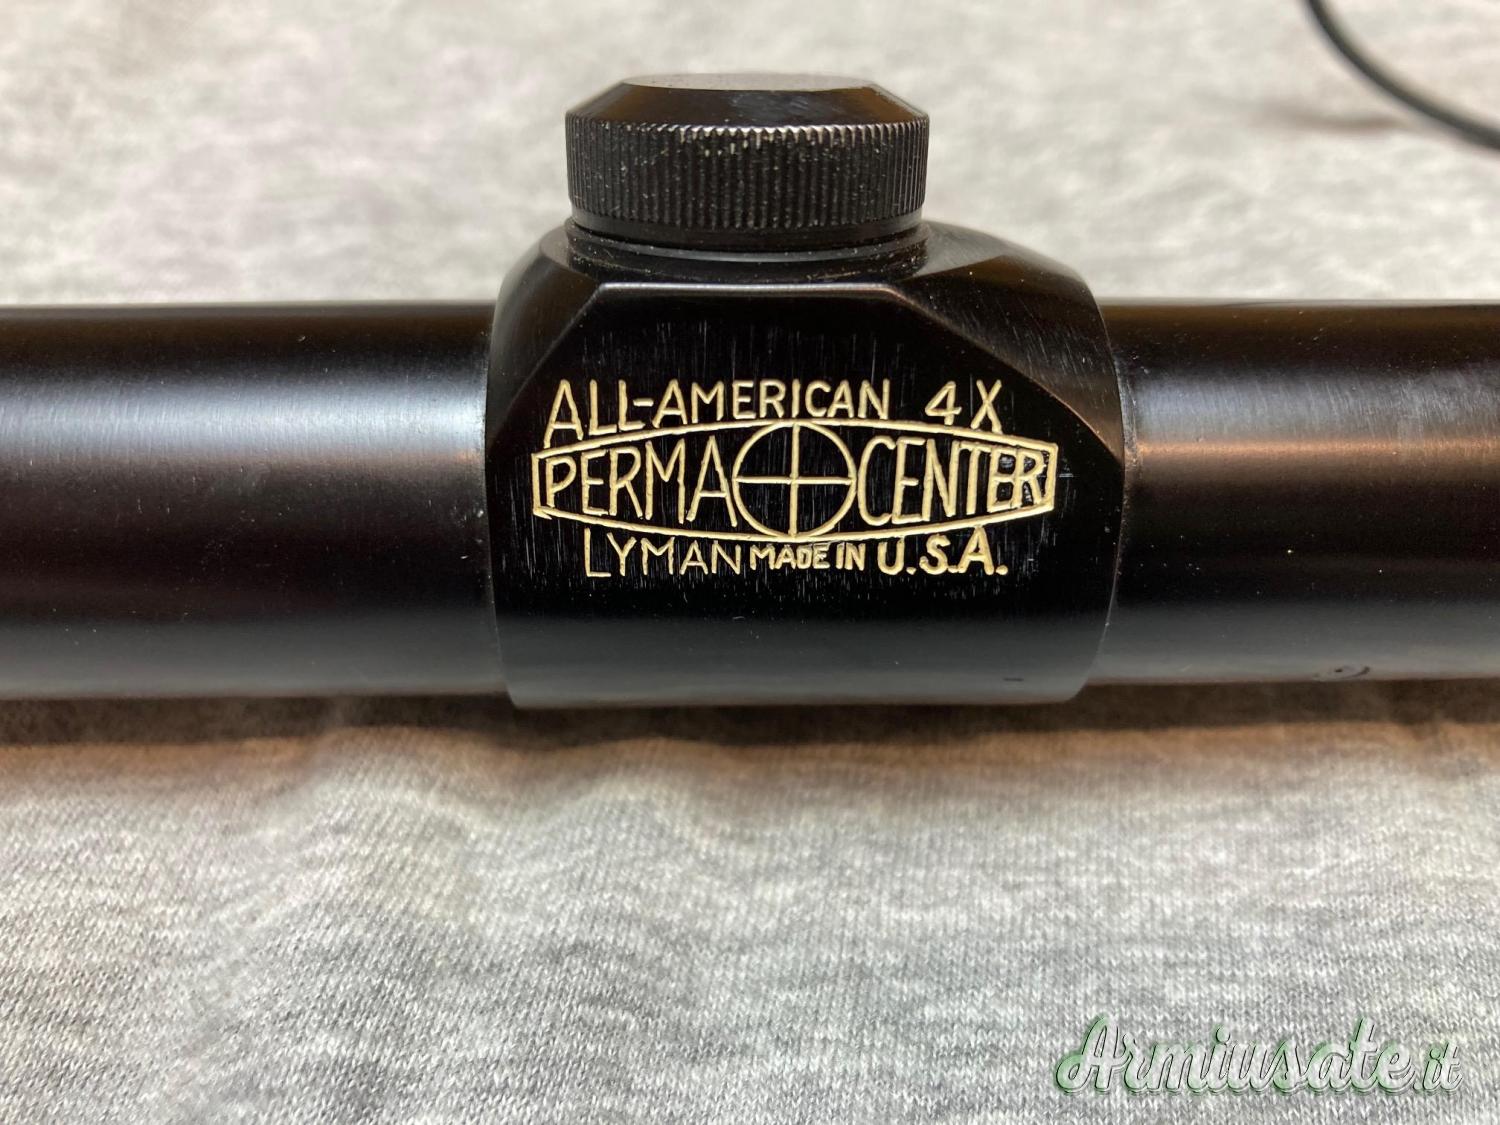 ALL-AMERICAN 4X
PERMA CENTER
LYMAN MADE IN U.S.A.
Armiusate.it